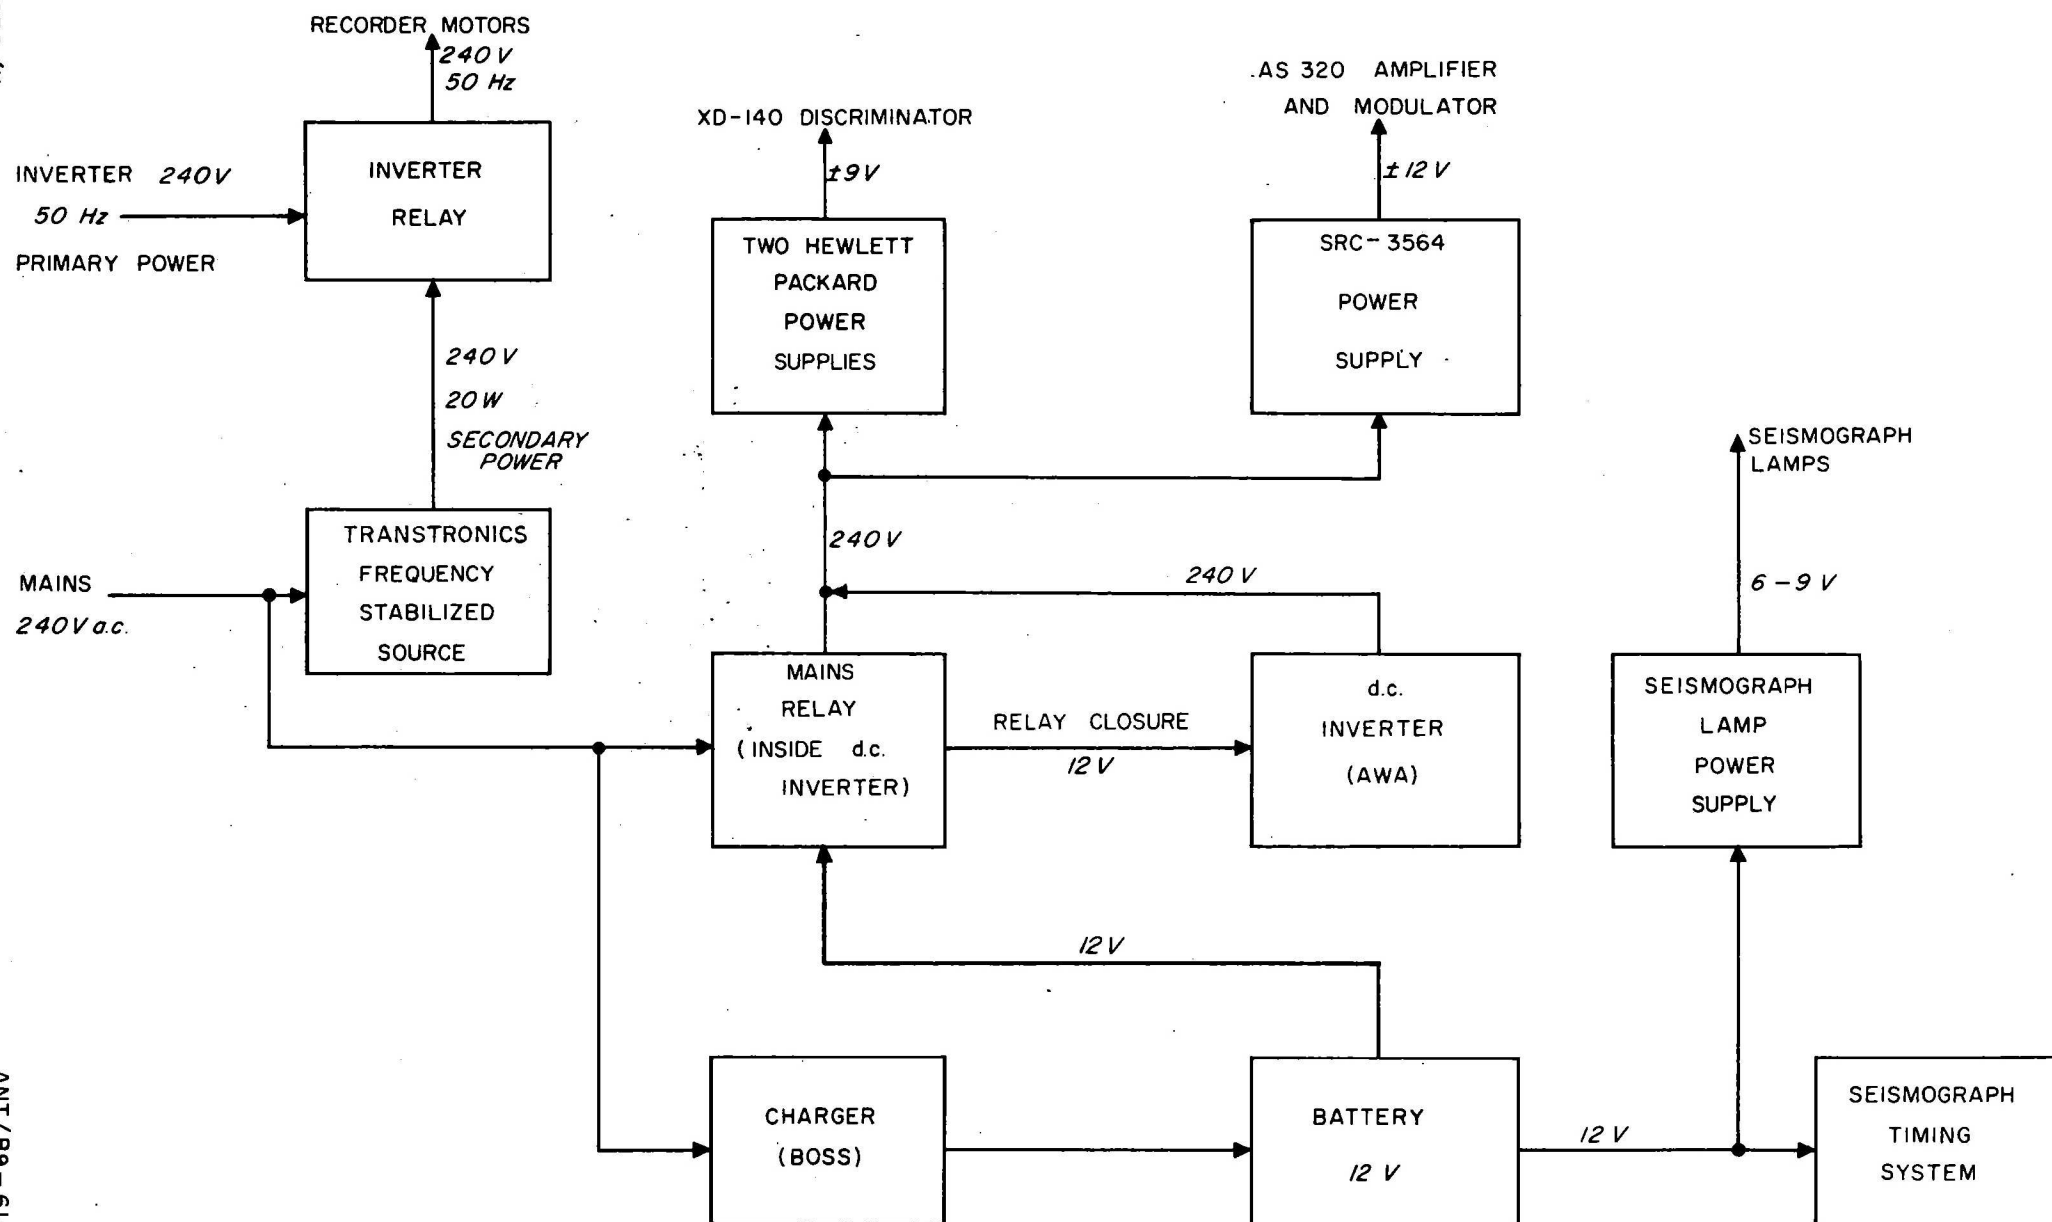 RECORDER MOTORS
240 V
50 Hz
INVERTER 240V
50 Hz
PRIMARY POWER
INVERTER
RELAY
240 V
20 W
SECONDARY
POWER
TRANSTRONICS
FREQUENCY
STABILIZED
SOURCE
MAINS
240V a.c.
XD-140 DISCRIMINATOR
±9V
TWO HEWLETT
PACKARD
POWER
SUPPLIES
AS 320 AMPLIFIER
AND MODULATOR
±12 V
SRC-3564
POWER
SUPPLY
240 V
240 V
MAINS
RELAY
(INSIDE d.c.
INVERTER)
RELAY CLOSURE
12 V
d.c.
INVERTER
(AWA)
SEISMOGRAPH
LAMPS
6-9 V
SEISMOGRAPH
LAMP
POWER
SUPPLY
12 V
CHARGER
(BOSS)
BATTERY
12 V
12 V
SEISMOGRAPH
TIMING
SYSTEM